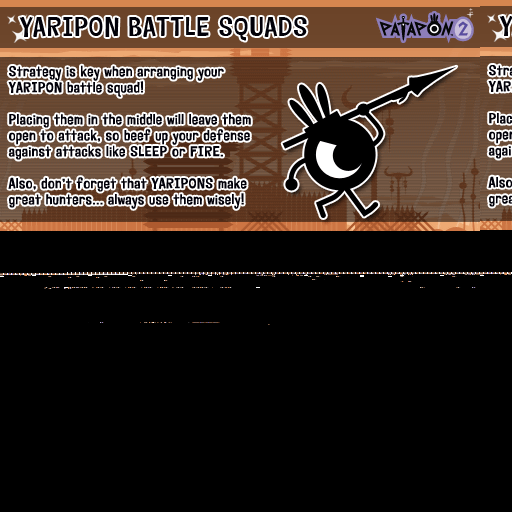 YARIPON BATTLE SQUADS
PATAPON 2
Strategy is key when arranging your
YARIPON battle squad!
Placing them in the middle will leave them
open to attack, so beef up your defense
against attacks like SLEEP or FIRE.
Also, don't forget that YARIPONS make
great hunters... always use them wisely!